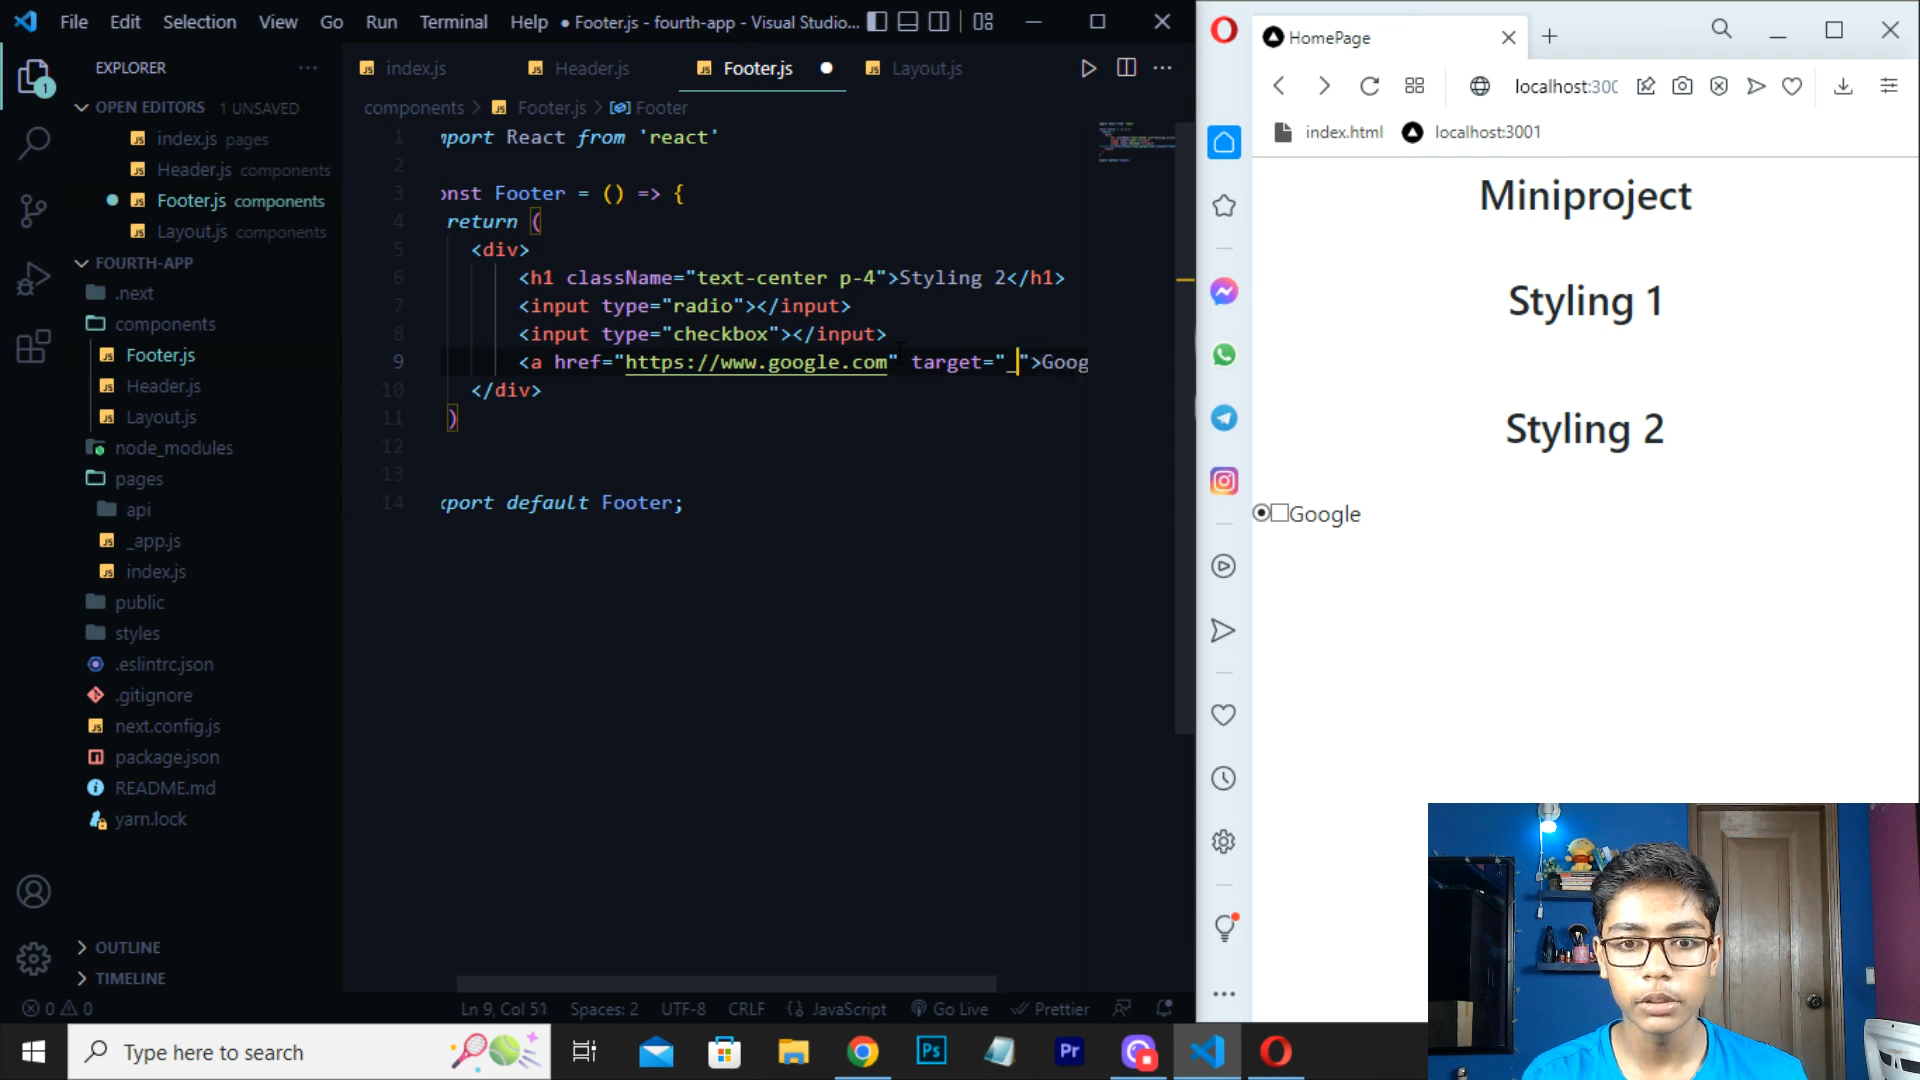 File Edit Selection View Go Run Terminal Help ● Footer.js - fourth-app - Visual Studio...
EXPLORER ...
OPEN EDITORS 1 UNSAVED
index.js pages
Header.js components
Footer.js components
Layout.js components
FOURTH-APP
.next
components
Footer.js
Header.js
Layout.js
node_modules
pages
api
_app.js
index.js
public
styles
.eslintrc.json
.gitignore
next.config.js
package.json
README.md
yarn.lock
OUTLINE
TIMELINE
1
index.js Header.js Footer.js ● Layout.js
components > Footer.js > Footer
1 mport React from 'react'
2
3 onst Footer = () => {
4 return (
5 <div>
6 <h1 className="text-center p-4">Styling 2</h1>
7 <input type="radio"></input>
8 <input type="checkbox"></input>
9 <a href="https://www.google.com" target="_">Goog
10 </div>
11 )
12
13
14 xport default Footer;
0 0 Ln 9, Col 51 Spaces: 2 UTF-8 CRLF {} JavaScript Go Live Prettier
HomePage
localhost:300
index.html localhost:3001
Miniproject
Styling 1
Styling 2
Google
Type here to search
Ps
Pr